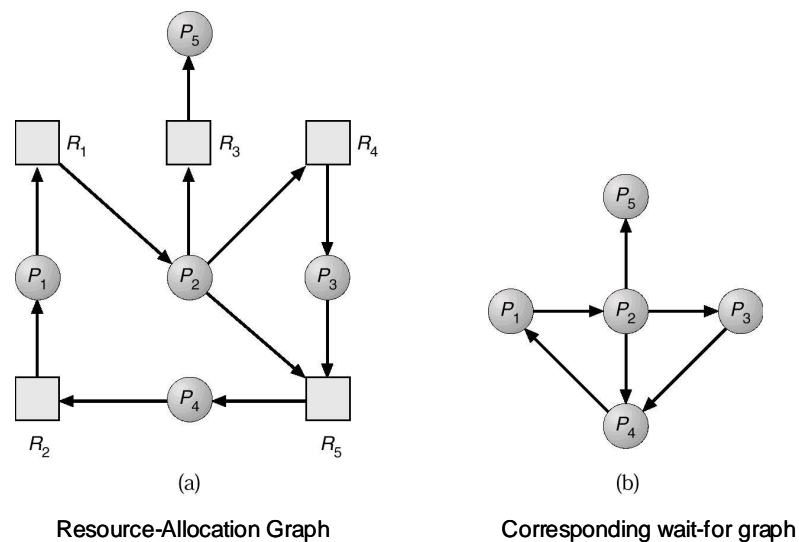 P5
R1
R3
R4
P5
P1
P2
P3
P1
P2
P3
P4
P4
R2
R5
(a)
(b)
Resource-Allocation Graph
Corresponding wait-for graph